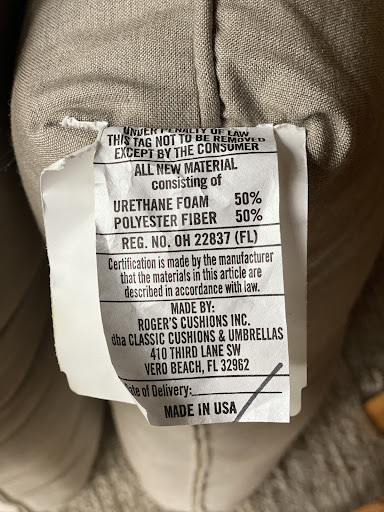 UNDER PENALTY OF LAW
THIS TAG NOT TO BE REMOVED
EXCEPT BY THE CONSUMER
ALL NEW MATERIAL
consisting of
URETHANE FOAM 50%
POLYESTER FIBER 50%
REG. NO. OH 22837 (FL)
Certification is made by the manufacturer
that the materials in this article are
described in accordance with law.
MADE BY:
ROGER'S CUSHIONS INC.
dba CLASSIC CUSHIONS & UMBRELLAS
410 THIRD LANE SW
VERO BEACH, FL 32962
ate of Delivery:
MADE IN USA